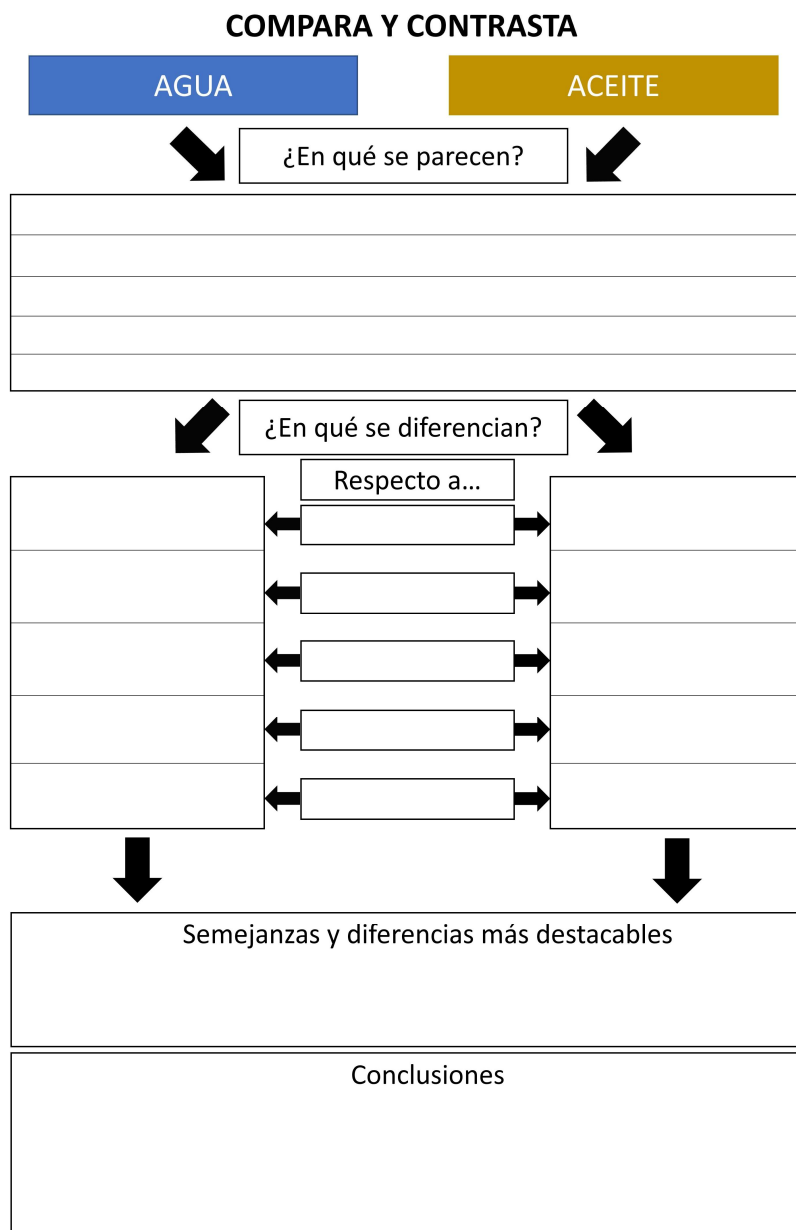 COMPARA Y CONTRASTA
AGUA
ACEITE
¿En qué se parecen?
¿En qué se diferencian?
Respecto a...
Semejanzas y diferencias más destacables
Conclusiones